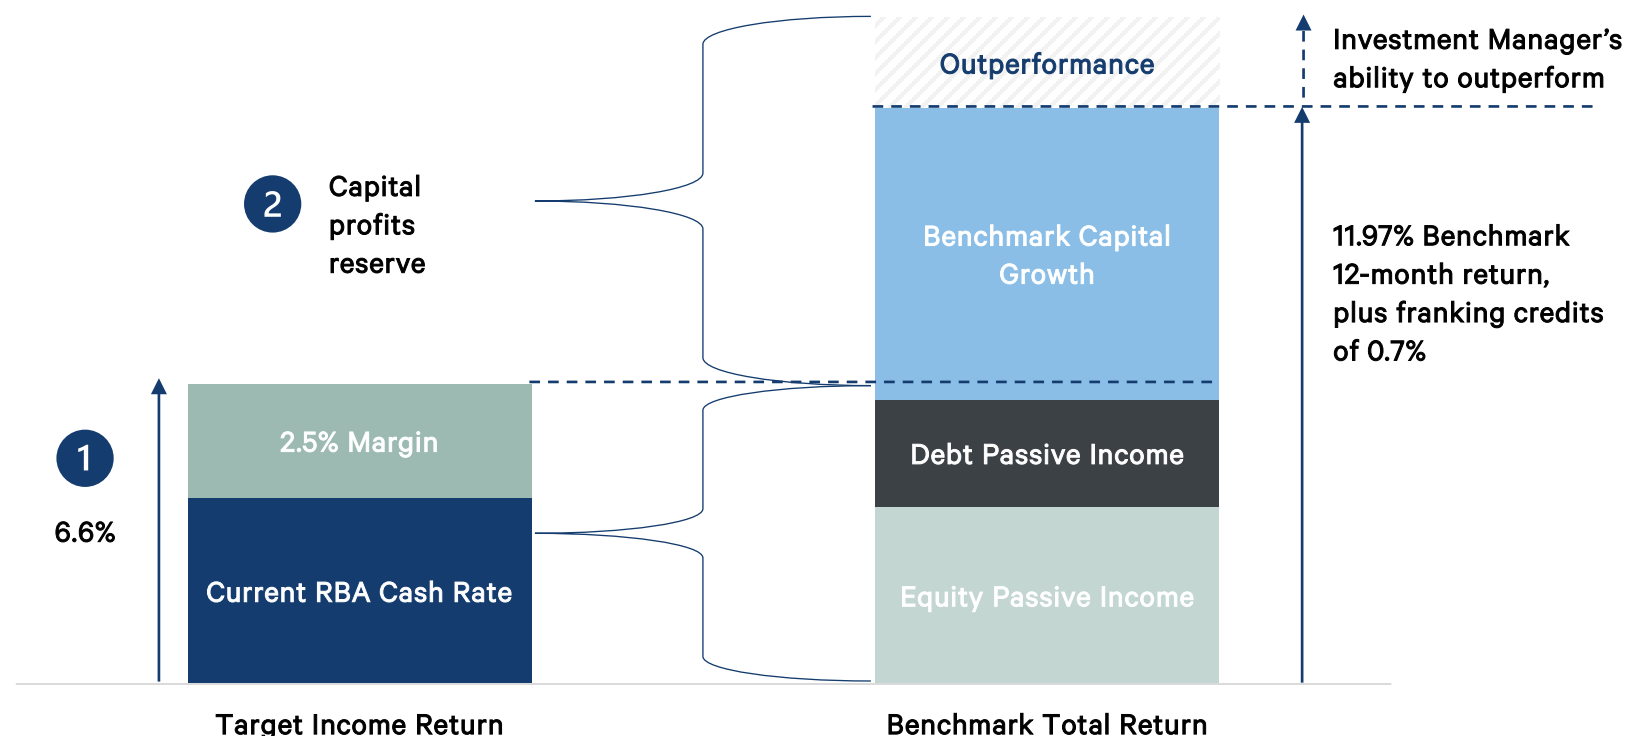 Outperformance
Investment Manager's
ability to outperform
2
Capital
profits
reserve
Benchmark Capital
Growth
11.97% Benchmark
12-month return,
plus franking credits
of 0.7%
1
6.6%
2.5% Margin
Debt Passive Income
Current RBA Cash Rate
Equity Passive Income
Target Income Return
Benchmark Total Return